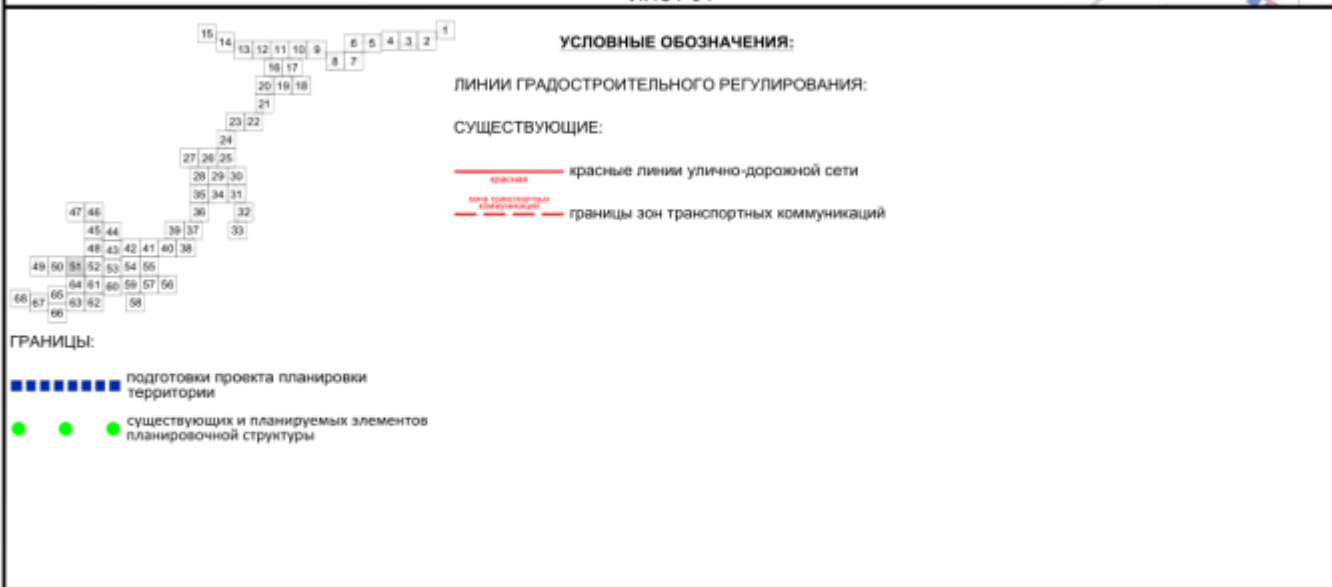 15 14 13 12 11 10 9 8 7 6 5 4 3 2 1
16 17
20 19 18
21
23 22
24
27 26 25
28 29 30
35 34 31
47 46 36 32
45 44 39 37 33
48 43 42 41 40 38
49 50 51 52 53 54 55
64 61 60 59 57 56
68 67 65 63 62 58
66
УСЛОВНЫЕ ОБОЗНАЧЕНИЯ:
ЛИНИИ ГРАДОСТРОИТЕЛЬНОГО РЕГУЛИРОВАНИЯ:
СУЩЕСТВУЮЩИЕ:
красная
красные линии улично-дорожной сети
зона транспортных
коммуникаций
границы зон транспортных коммуникаций
ГРАНИЦЫ:
подготовки проекта планировки
территории
существующих и планируемых элементов
планировочной структуры